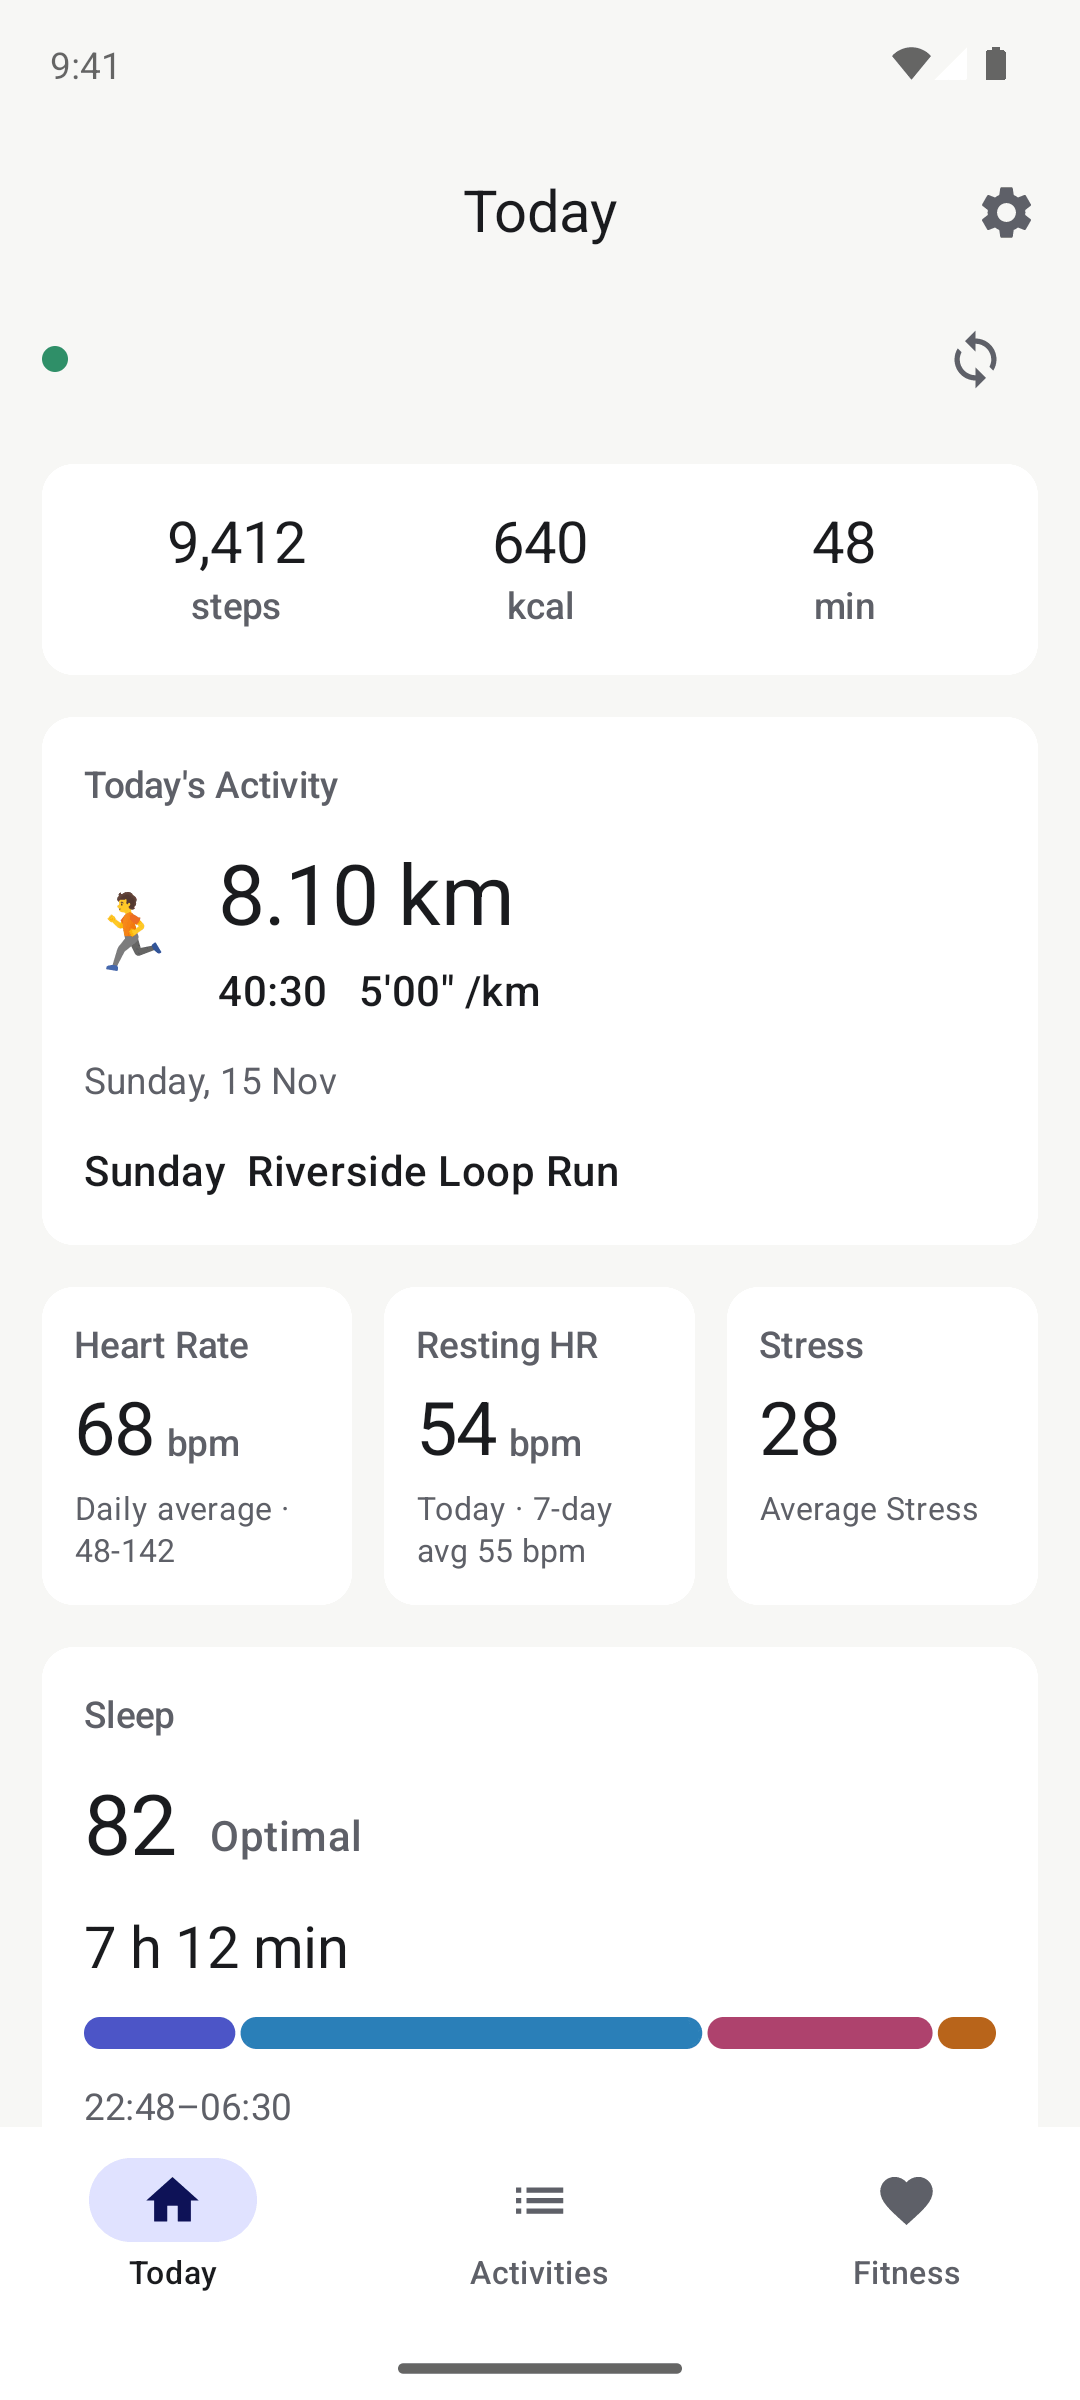 9:41
Today
9,412 640 48
steps kcal min
Today's Activity
8.10 km
40:30 5'00" /km
Sunday, 15 Nov
Sunday Riverside Loop Run
Heart Rate
68 bpm
Daily average ·
48-142
Resting HR
54 bpm
Today · 7-day
avg 55 bpm
Stress
28
Average Stress
Sleep
82 Optimal
7 h 12 min
22:48–06:30
Today Activities Fitness